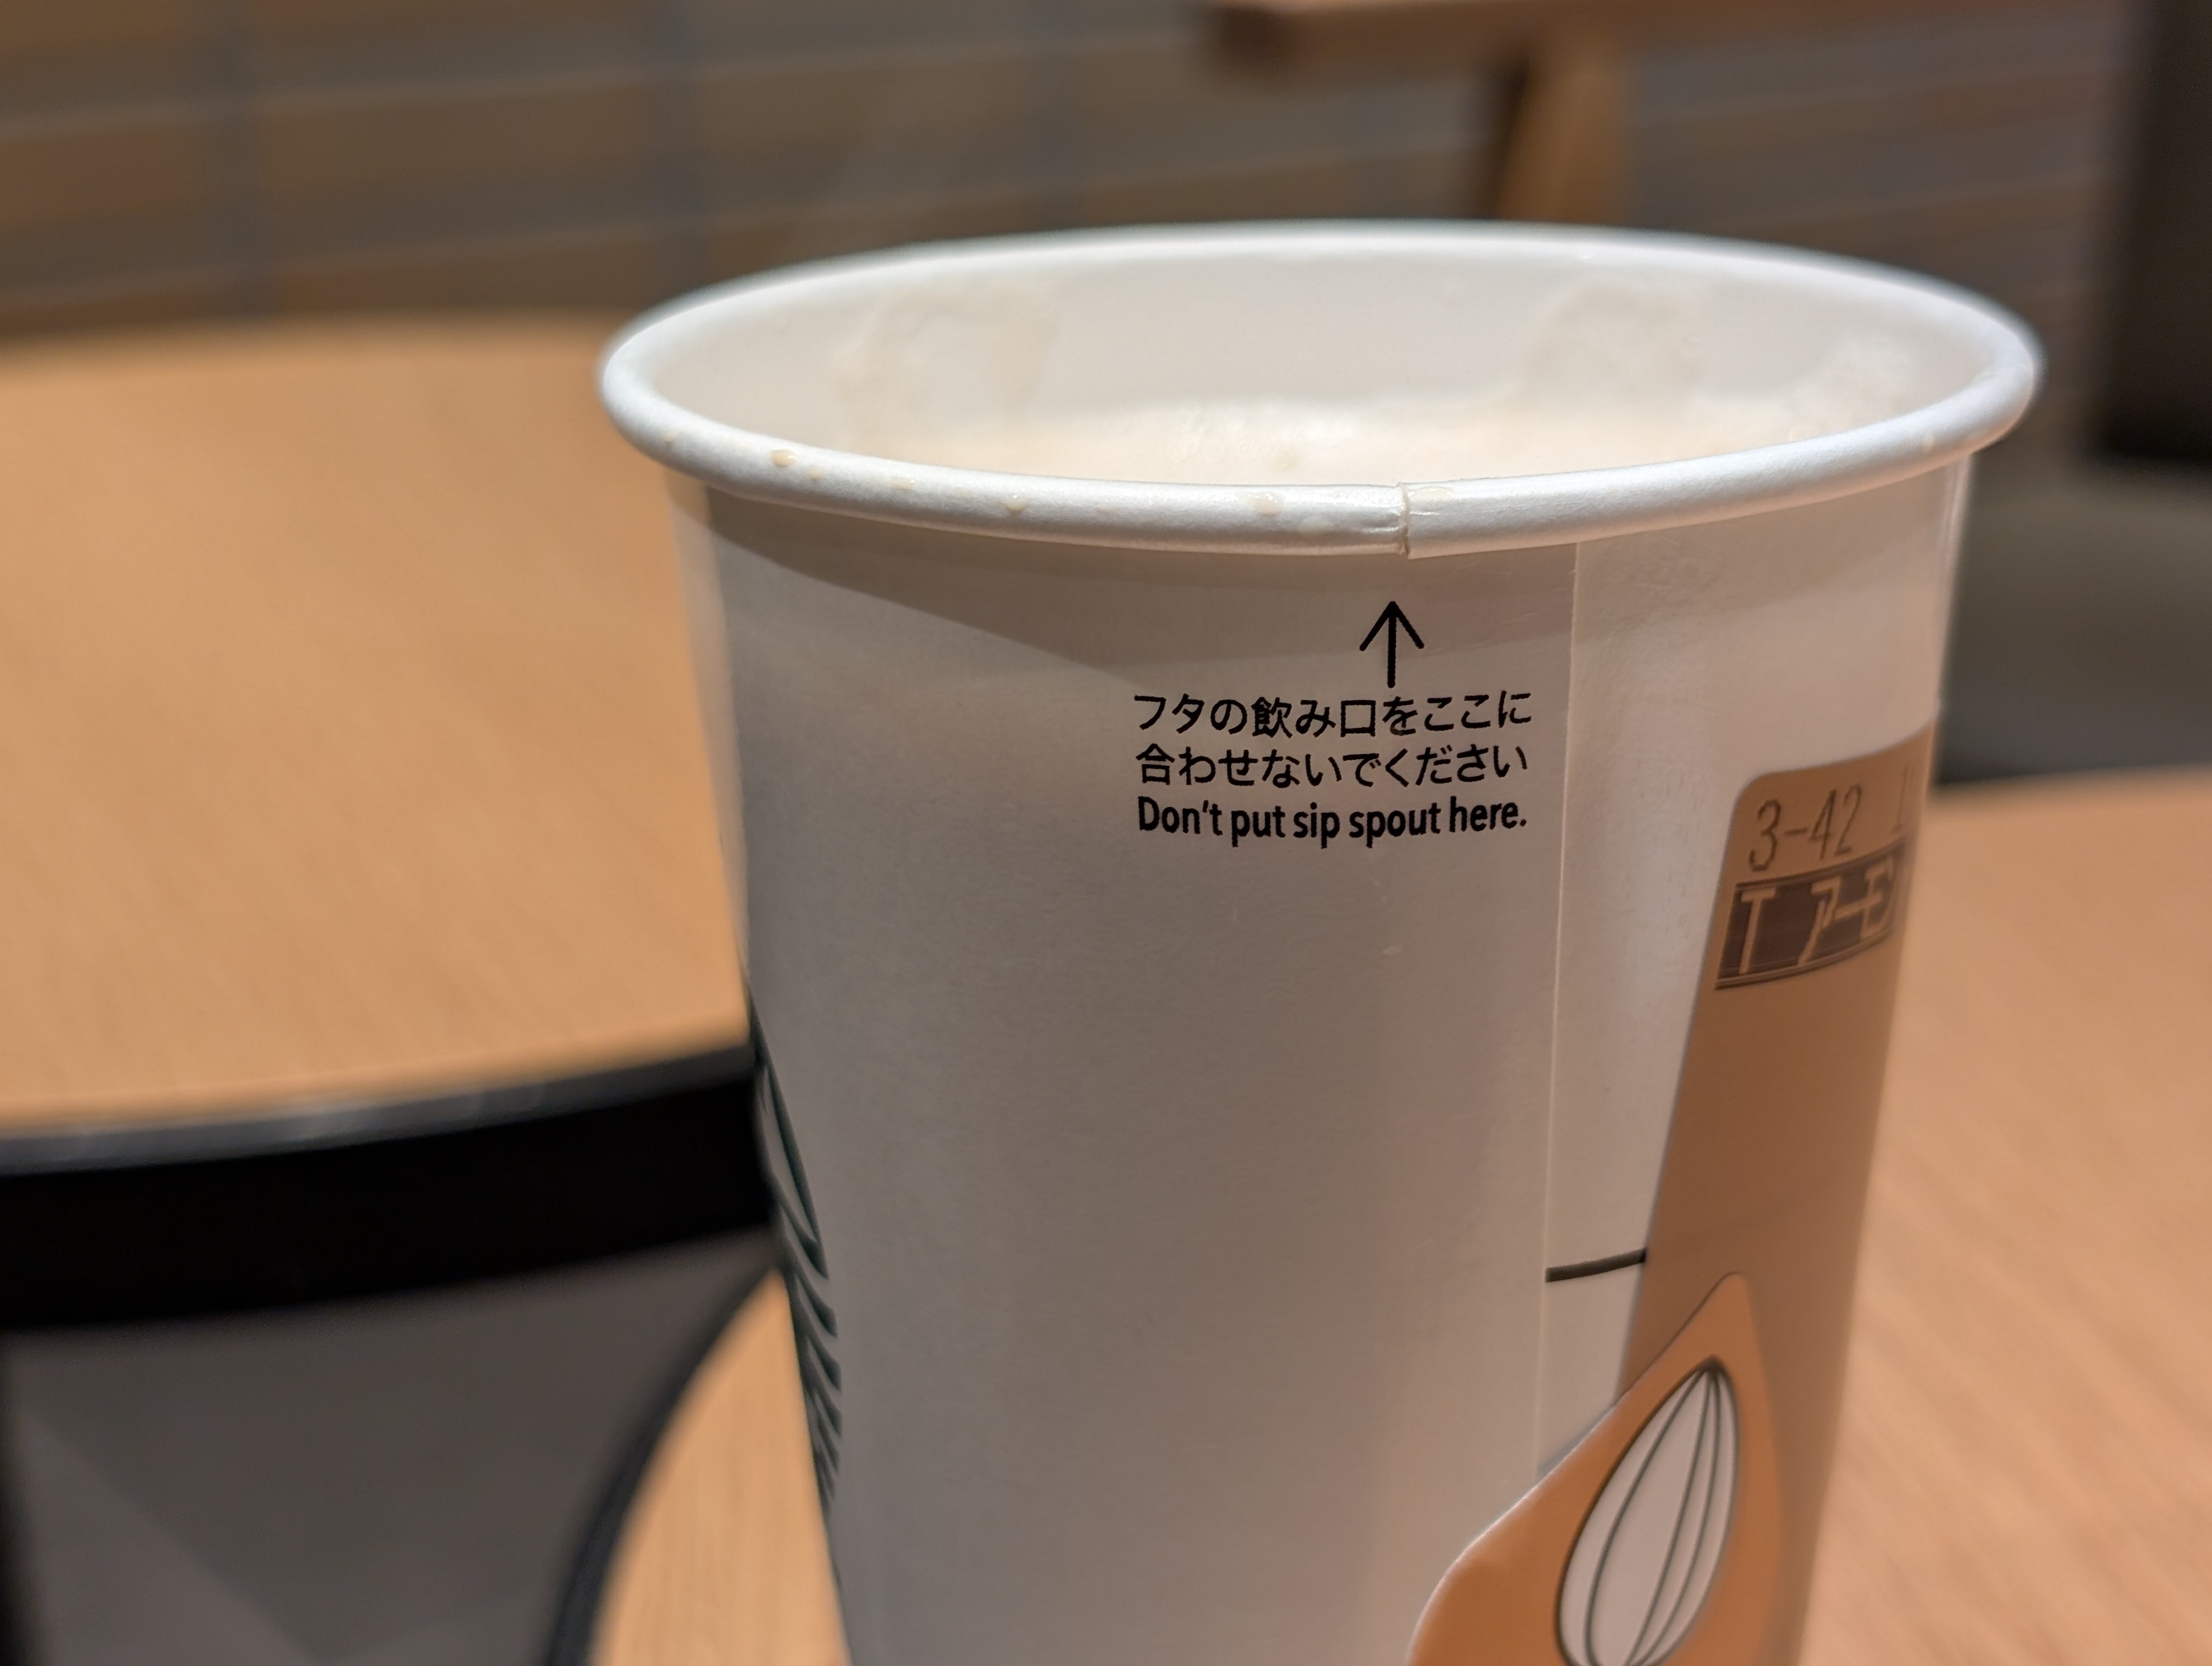 フタの飲み口をここに
合わせないでください
Don't put sip spout here.
3-42
T アーモン